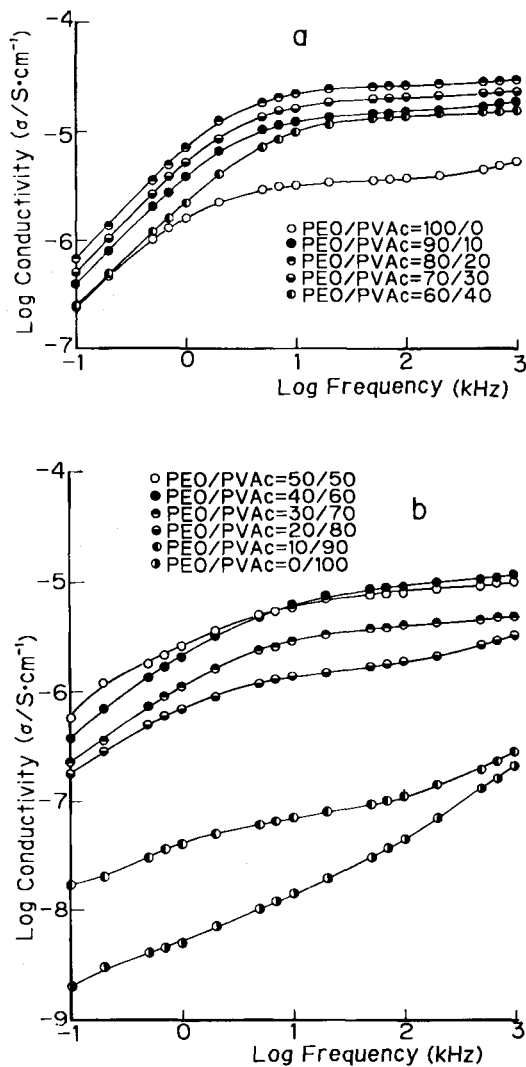 a
-4
-5
-6
-7
Log Conductivity (σ/S·cm⁻¹)
PEO/PVAc=100/0
PEO/PVAc=90/10
PEO/PVAc=80/20
PEO/PVAc=70/30
PEO/PVAc=60/40
-1
0
1
2
3
Log Frequency (kHz)
b
PEO/PVAc=50/50
PEO/PVAc=40/60
PEO/PVAc=30/70
PEO/PVAc=20/80
PEO/PVAc=10/90
PEO/PVAc=0/100
-4
-5
-6
-7
-8
-9
Log Conductivity (σ/S·cm⁻¹)
-1
0
1
2
3
Log Frequency (kHz)